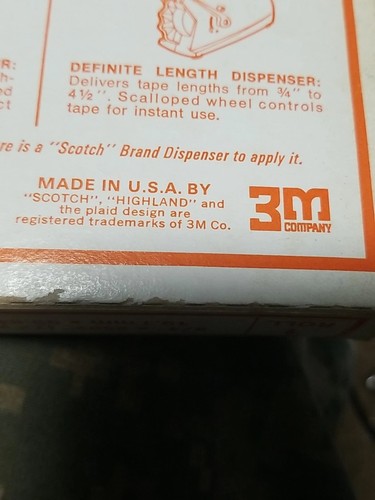 R:
h-
ed
ct
DEFINITE LENGTH DISPENSER:
Delivers tape lengths from ¾" to
4½". Scalloped wheel controls
tape for instant use.
re is a "Scotch" Brand Dispenser to apply it.
MADE IN U.S.A. BY
"SCOTCH", "HIGHLAND" and
the plaid design are
registered trademarks of 3M Co.
3M
COMPANY